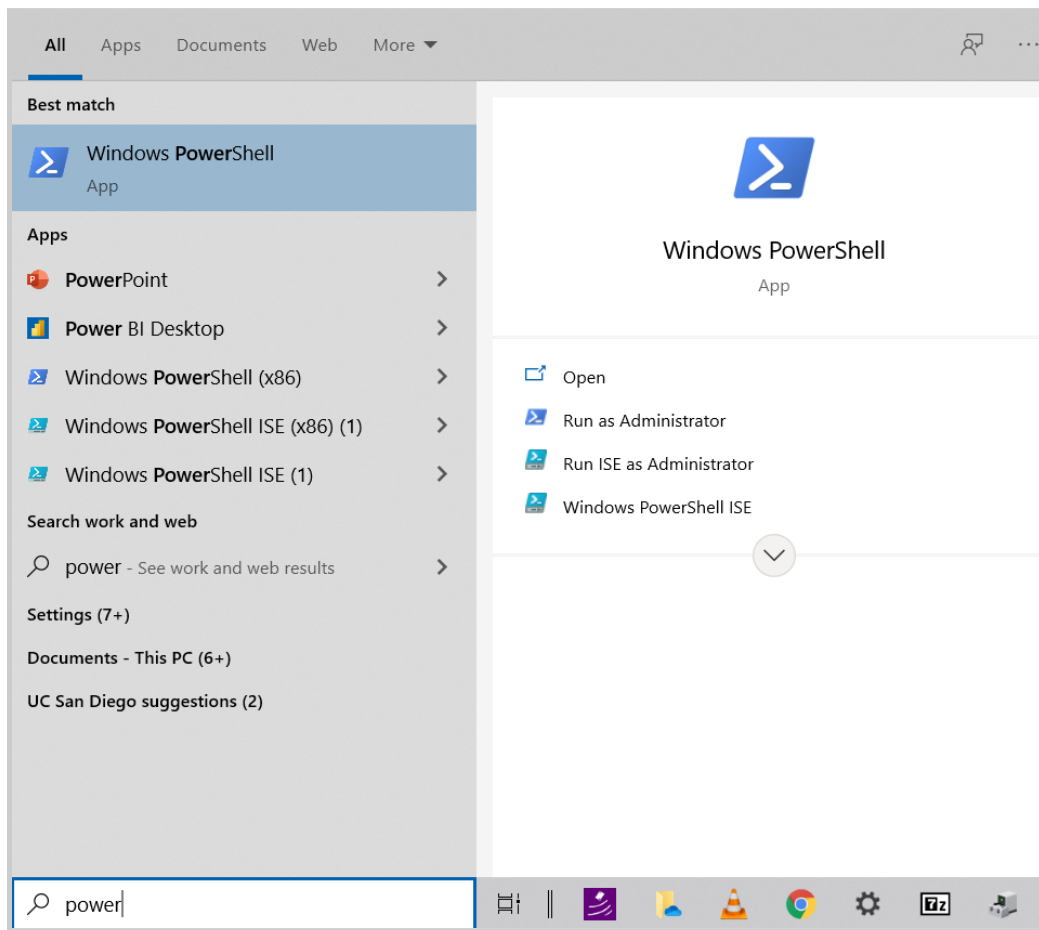 All Apps Documents Web More
Best match
Windows PowerShell
App
Apps
PowerPoint
Power BI Desktop
Windows PowerShell (x86)
Windows PowerShell ISE (x86) (1)
Windows PowerShell ISE (1)
Search work and web
power - See work and web results
Settings (7+)
Documents - This PC (6+)
UC San Diego suggestions (2)
power
Windows PowerShell
App
Open
Run as Administrator
Run ISE as Administrator
Windows PowerShell ISE
7z